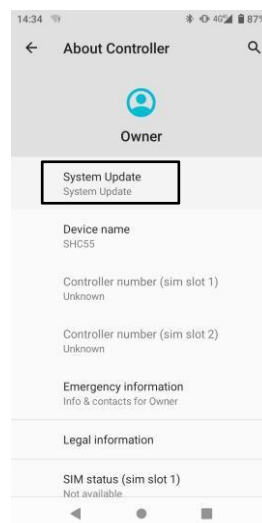 14:34 4G 87%
About Controller
Owner
System Update
System Update
Device name
SHC55
Controller number (sim slot 1)
Unknown
Controller number (sim slot 2)
Unknown
Emergency information
Info & contacts for Owner
Legal information
SIM status (sim slot 1)
Not available